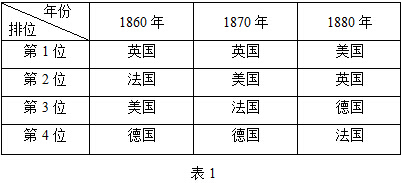 年份
排位 1860 年 1870 年 1880 年
第 1 位 英国 英国 美国
第 2 位 法国 美国 英国
第 3 位 美国 法国 德国
第 4 位 德国 德国 法国
表 1